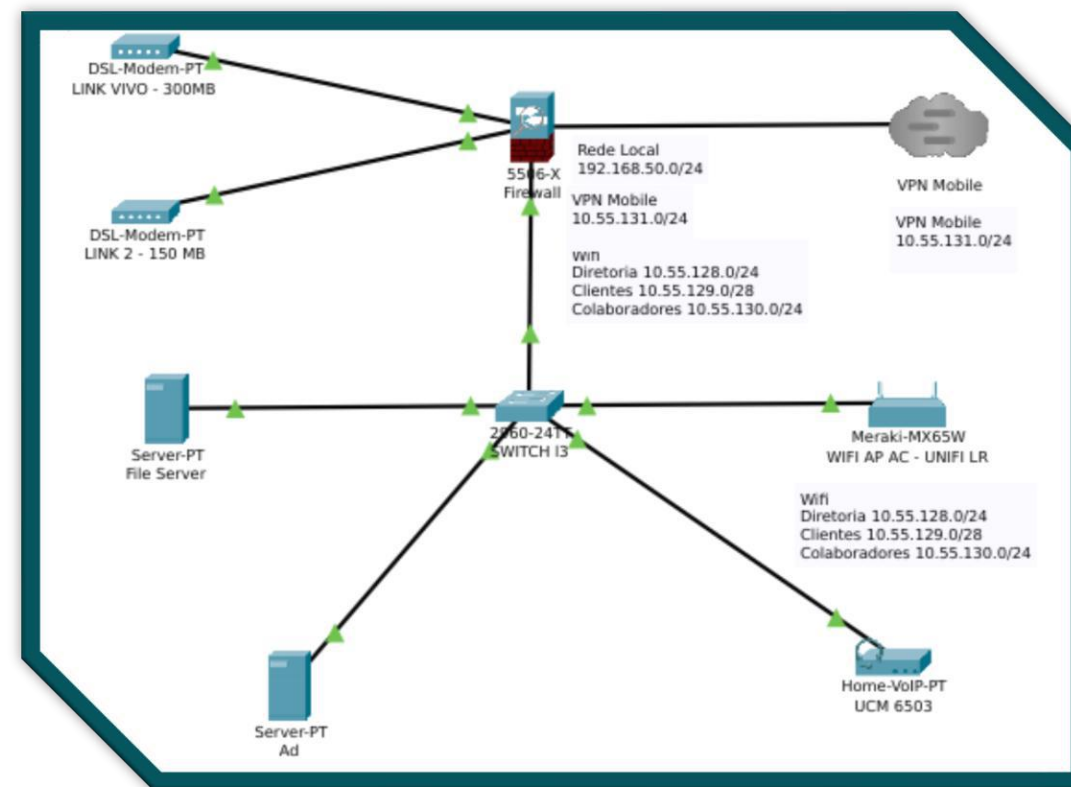 DSL-Modem-PT
LINK VIVO - 300MB
DSL-Modem-PT
LINK 2 - 150 MB
5506-X
Firewall
Rede Local
192.168.50.0/24
VPN Mobile
10.55.131.0/24
Wifi
Diretoria 10.55.128.0/24
Clientes 10.55.129.0/28
Colaboradores 10.55.130.0/24
VPN Mobile
VPN Mobile
10.55.131.0/24
Server-PT
File Server
2960-24TT
SWITCH l3
Meraki-MX65W
WIFI AP AC - UNIFI LR
Wifi
Diretoria 10.55.128.0/24
Clientes 10.55.129.0/28
Colaboradores 10.55.130.0/24
Server-PT
Ad
Home-VoIP-PT
UCM 6503